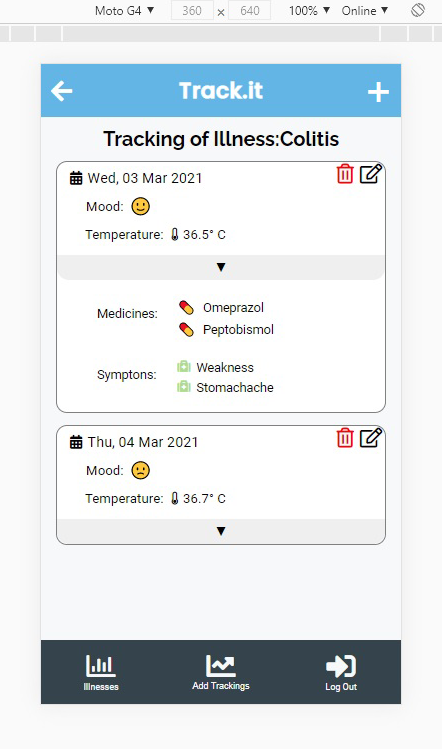 Moto G4 ▼ 360 × 640 100% ▼ Online ▼
Track.it
Tracking of Illness:Colitis
Wed, 03 Mar 2021
Mood:
Temperature: 36.5° C
▼
Medicines: Omeprazol
Peptobismol
Symptons: Weakness
Stomachache
Thu, 04 Mar 2021
Mood:
Temperature: 36.7° C
▼
Illnesses Add Trackings Log Out